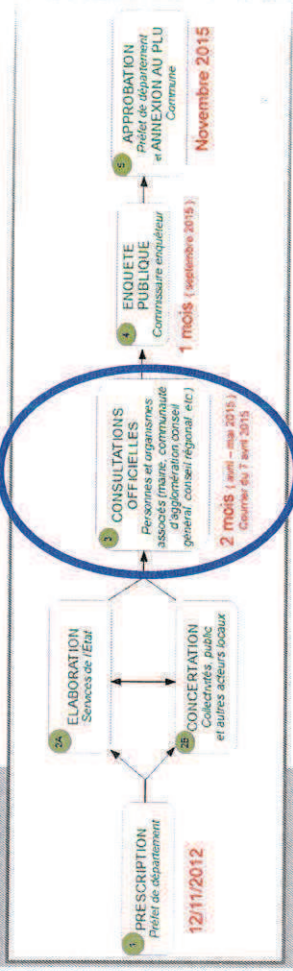 1 PRESCRIPTION
Préfet de département
12/11/2012
2A ELABORATION
Services de l'Etat
2B CONCERTATION
Collectivités, public
et autres acteurs locaux
3 CONSULTATIONS
OFFICIELLES
Personnes et organismes
associés (mairie, communauté
d'agglomération conseil
général, conseil régional etc.)
2 mois ( avril – mai 2015 )
Courrier du 7 avril 2015
4 ENQUETE
PUBLIQUE
Commissaire enquêteur
1 mois ( septembre 2015 )
5 APPROBATION
Préfet de département
et ANNEXION AU PLU
Commune
Novembre 2015